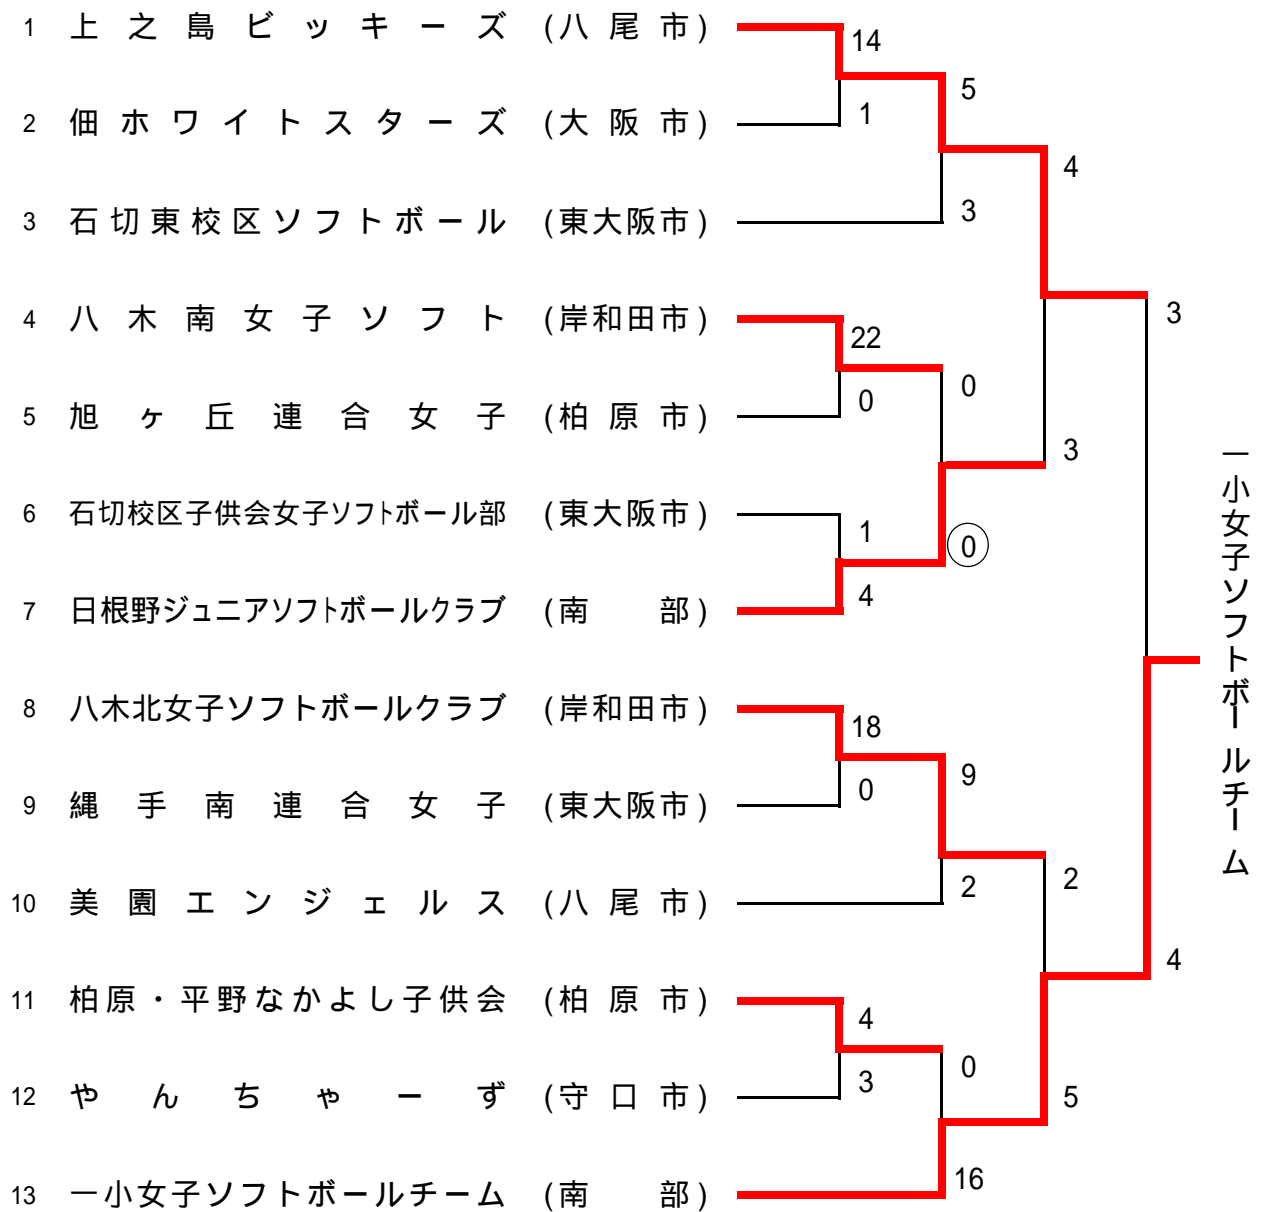 1 上之島ビッキーズ (八尾市)
14
5
2 佃ホワイトスターズ (大阪市)
1
4
3 石切東校区ソフトボール (東大阪市)
3
4 八木南女子ソフト (岸和田市)
22
3
0
5 旭ヶ丘連合女子 (柏原市)
0
3
6 石切校区子供会女子ソフトボール部 (東大阪市)
1
0
7 日根野ジュニアソフトボールクラブ (南部)
4
一小女子ソフトボールチーム
8 八木北女子ソフトボールクラブ (岸和田市)
18
9
9 縄手南連合女子 (東大阪市)
0
2
10 美園エンジェルス (八尾市)
2
4
11 柏原・平野なかよし子供会 (柏原市)
4
0
12 やんちゃーず (守口市)
3
5
13 一小女子ソフトボールチーム (南部)
16